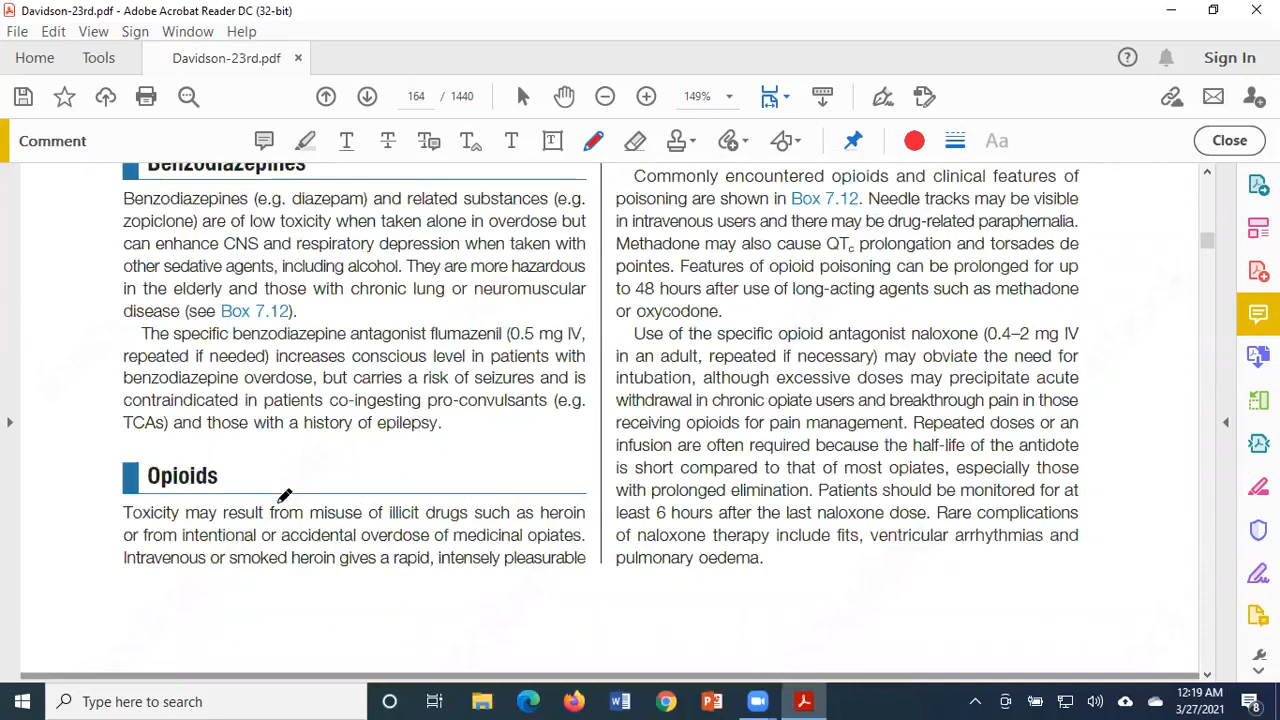 Davidson-23rd.pdf - Adobe Acrobat Reader DC (32-bit)
File Edit View Sign Window Help
Home Tools Davidson-23rd.pdf × Sign In
164 / 1440 149%
Comment Aa Close
Benzodiazepines
Benzodiazepines (e.g. diazepam) and related substances (e.g.
zopiclone) are of low toxicity when taken alone in overdose but
can enhance CNS and respiratory depression when taken with
other sedative agents, including alcohol. They are more hazardous
in the elderly and those with chronic lung or neuromuscular
disease (see Box 7.12).
The specific benzodiazepine antagonist flumazenil (0.5 mg IV,
repeated if needed) increases conscious level in patients with
benzodiazepine overdose, but carries a risk of seizures and is
contraindicated in patients co-ingesting pro-convulsants (e.g.
TCAs) and those with a history of epilepsy.
Opioids
Toxicity may result from misuse of illicit drugs such as heroin
or from intentional or accidental overdose of medicinal opiates.
Intravenous or smoked heroin gives a rapid, intensely pleasurable
Commonly encountered opioids and clinical features of
poisoning are shown in Box 7.12. Needle tracks may be visible
in intravenous users and there may be drug-related paraphernalia.
Methadone may also cause QTc prolongation and torsades de
pointes. Features of opioid poisoning can be prolonged for up
to 48 hours after use of long-acting agents such as methadone
or oxycodone.
Use of the specific opioid antagonist naloxone (0.4–2 mg IV
in an adult, repeated if necessary) may obviate the need for
intubation, although excessive doses may precipitate acute
withdrawal in chronic opiate users and breakthrough pain in those
receiving opioids for pain management. Repeated doses or an
infusion are often required because the half-life of the antidote
is short compared to that of most opiates, especially those
with prolonged elimination. Patients should be monitored for at
least 6 hours after the last naloxone dose. Rare complications
of naloxone therapy include fits, ventricular arrhythmias and
pulmonary oedema.
Type here to search
12:19 AM
3/27/2021
8